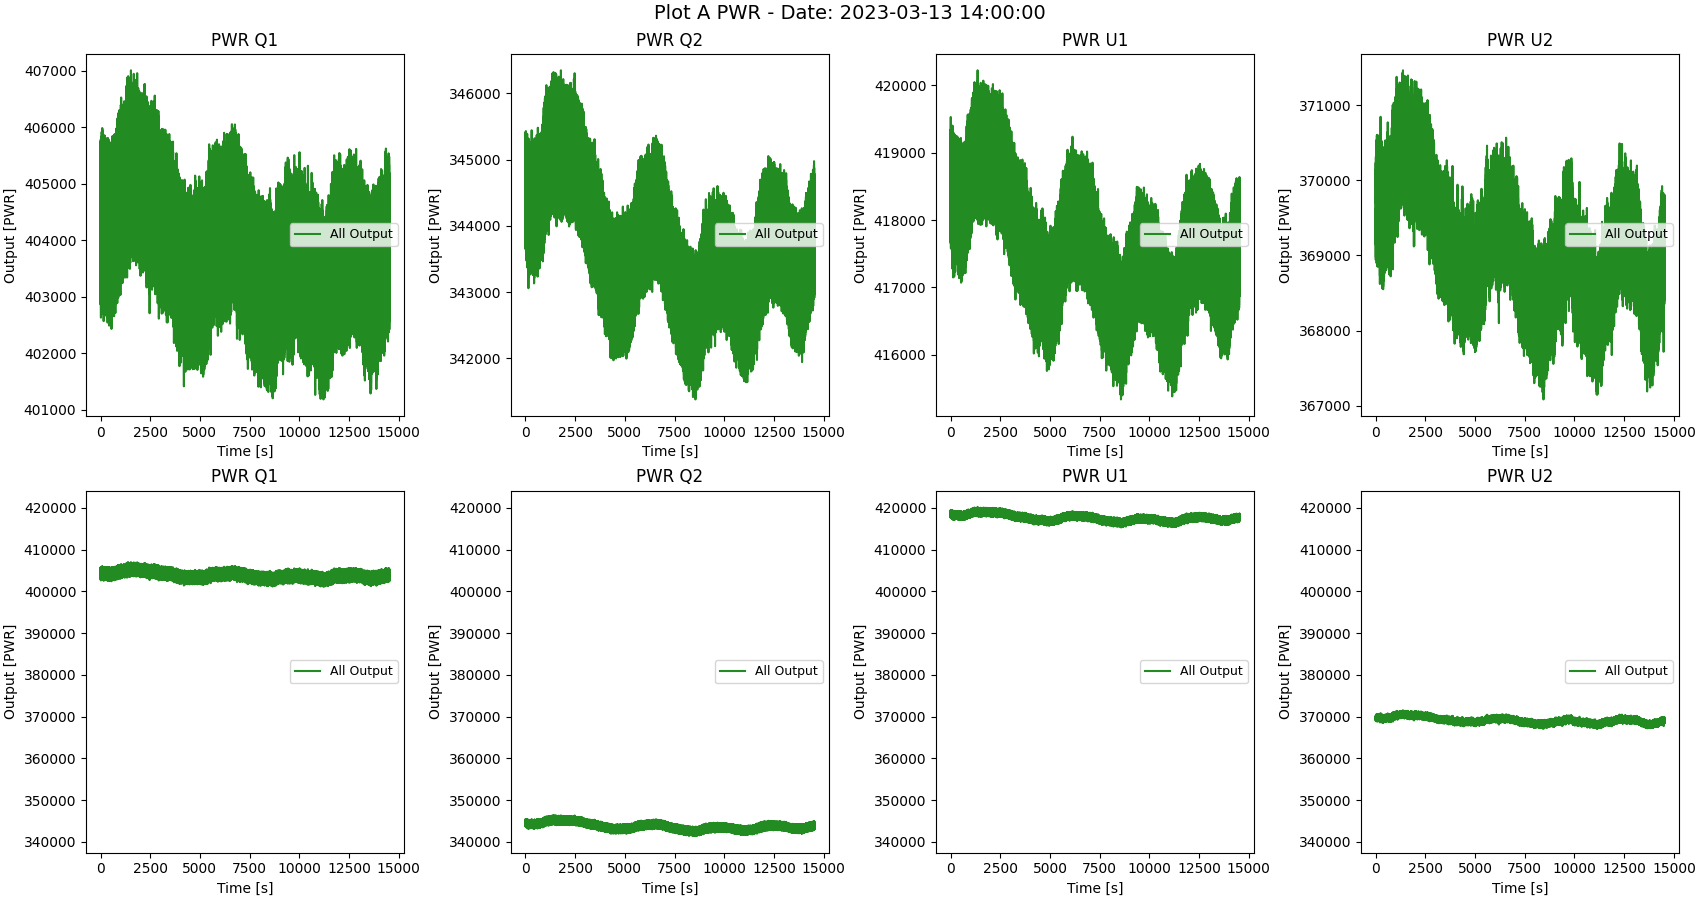 Plot A PWR - Date: 2023-03-13 14:00:00
PWR Q1
PWR Q2
PWR U1
PWR U2
Output [PWR]
407000
406000
405000
404000
403000
402000
401000
All Output
0 2500 5000 7500 10000 12500 15000
Time [s]
Output [PWR]
346000
345000
344000
343000
342000
All Output
0 2500 5000 7500 10000 12500 15000
Time [s]
Output [PWR]
420000
419000
418000
417000
416000
All Output
0 2500 5000 7500 10000 12500 15000
Time [s]
Output [PWR]
371000
370000
369000
368000
367000
All Output
0 2500 5000 7500 10000 12500 15000
Time [s]
PWR Q1
Output [PWR]
420000
410000
400000
390000
380000
370000
360000
350000
340000
All Output
0 2500 5000 7500 10000 12500 15000
Time [s]
PWR Q2
Output [PWR]
420000
410000
400000
390000
380000
370000
360000
350000
340000
All Output
0 2500 5000 7500 10000 12500 15000
Time [s]
PWR U1
Output [PWR]
420000
410000
400000
390000
380000
370000
360000
350000
340000
All Output
0 2500 5000 7500 10000 12500 15000
Time [s]
PWR U2
Output [PWR]
420000
410000
400000
390000
380000
370000
360000
350000
340000
All Output
0 2500 5000 7500 10000 12500 15000
Time [s]